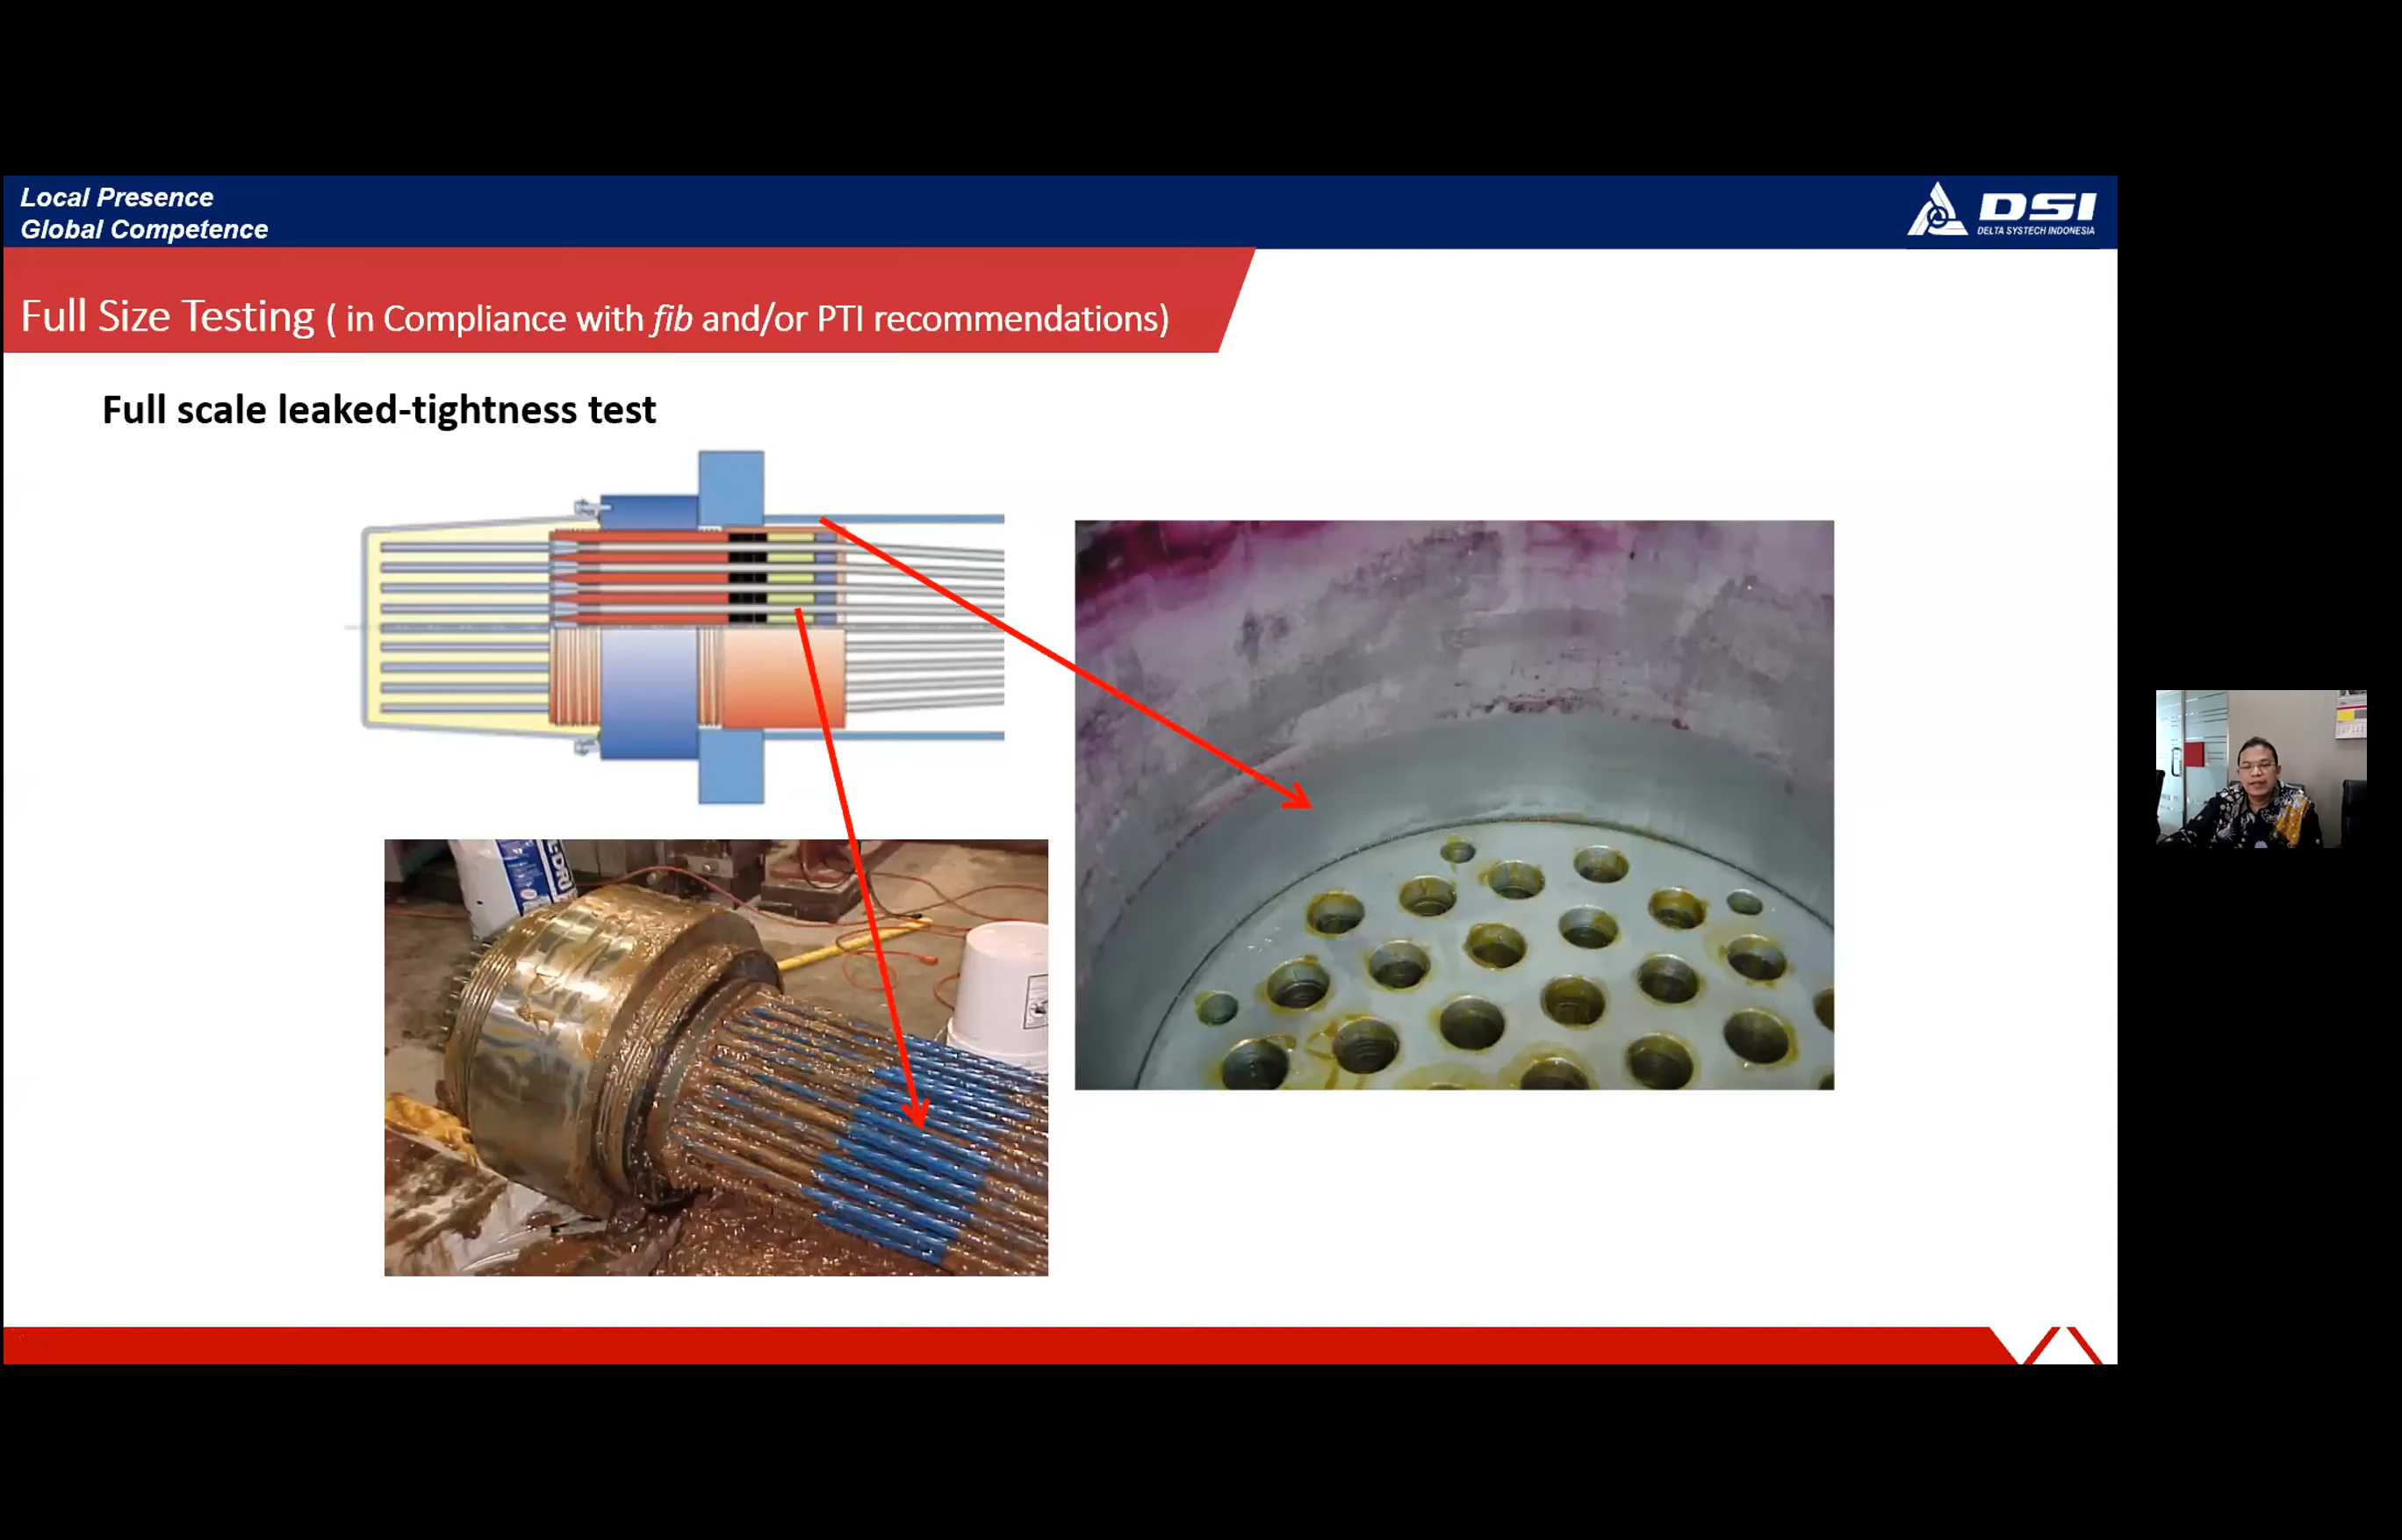 Local Presence
Global Competence
DSI
DELTA SYSTECH INDONESIA
Full Size Testing ( in Compliance with fib and/or PTI recommendations)
Full scale leaked-tightness test